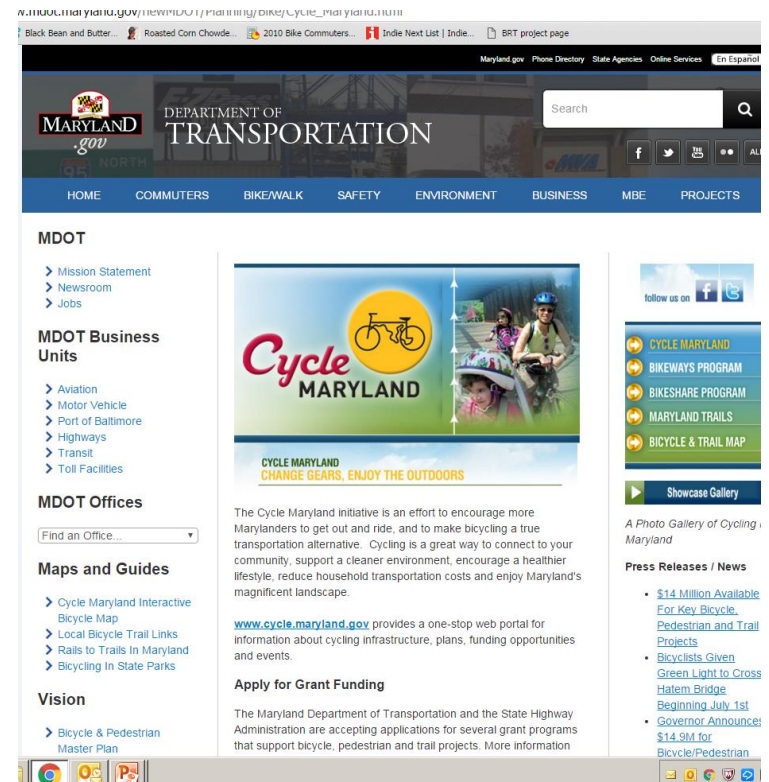 w.mdot.maryland.gov/newMDOT/Planning/Bike/Cycle_Maryland.html
Black Bean and Butter... Roasted Corn Chowde... 2010 Bike Commuters... Indie Next List | Indie... BRT project page
Maryland.gov Phone Directory State Agencies Online Services En Español
MARYLAND
.gov
DEPARTMENT OF
TRANSPORTATION
Search
HOME COMMUTERS BIKE/WALK SAFETY ENVIRONMENT BUSINESS MBE PROJECTS
MDOT
Mission Statement
Newsroom
Jobs
MDOT Business
Units
Aviation
Motor Vehicle
Port of Baltimore
Highways
Transit
Toll Facilities
MDOT Offices
Find an Office...
Maps and Guides
Cycle Maryland Interactive
Bicycle Map
Local Bicycle Trail Links
Rails to Trails In Maryland
Bicycling In State Parks
Vision
Bicycle & Pedestrian
Master Plan
Cycle
MARYLAND
CYCLE MARYLAND
CHANGE GEARS, ENJOY THE OUTDOORS
The Cycle Maryland initiative is an effort to encourage more
Marylanders to get out and ride, and to make bicycling a true
transportation alternative. Cycling is a great way to connect to your
community, support a cleaner environment, encourage a healthier
lifestyle, reduce household transportation costs and enjoy Maryland's
magnificent landscape.
www.cycle.maryland.gov provides a one-stop web portal for
information about cycling infrastructure, plans, funding opportunities
and events.
Apply for Grant Funding
The Maryland Department of Transportation and the State Highway
Administration are accepting applications for several grant programs
that support bicycle, pedestrian and trail projects. More information
follow us on
CYCLE MARYLAND
BIKEWAYS PROGRAM
BIKESHARE PROGRAM
MARYLAND TRAILS
BICYCLE & TRAIL MAP
Showcase Gallery
A Photo Gallery of Cycling
Maryland
Press Releases / News
$14 Million Available
For Key Bicycle,
Pedestrian and Trail
Projects
Bicyclists Given
Green Light to Cross
Hatem Bridge
Beginning July 1st
Governor Announces
$14.9M for
Bicycle/Pedestrian